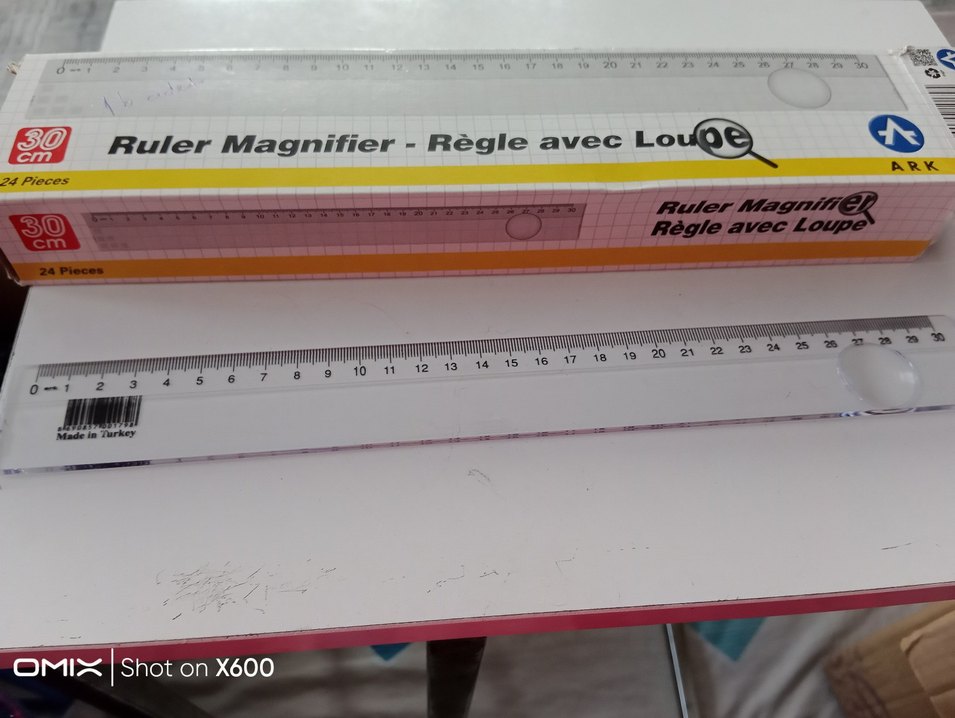 0 1 2 3 4 5 6 7 8 9 10 11 12 13 14 15 16 17 18 19 20 21 22 23 24 25 26 27 28 29 30
30 cm
Ruler Magnifier - Règle avec Loupe
ARK
24 Pieces
0 1 2 3 4 5 6 7 8 9 10 11 12 13 14 15 16 17 18 19 20 21 22 23 24 25 26 27 28 29 30
30 cm
Ruler Magnifier
Règle avec Loupe
24 Pieces
0 1 2 3 4 5 6 7 8 9 10 11 12 13 14 15 16 17 18 19 20 21 22 23 24 25 26 27 28 29 30
Made in Turkey
OMIX | Shot on X600